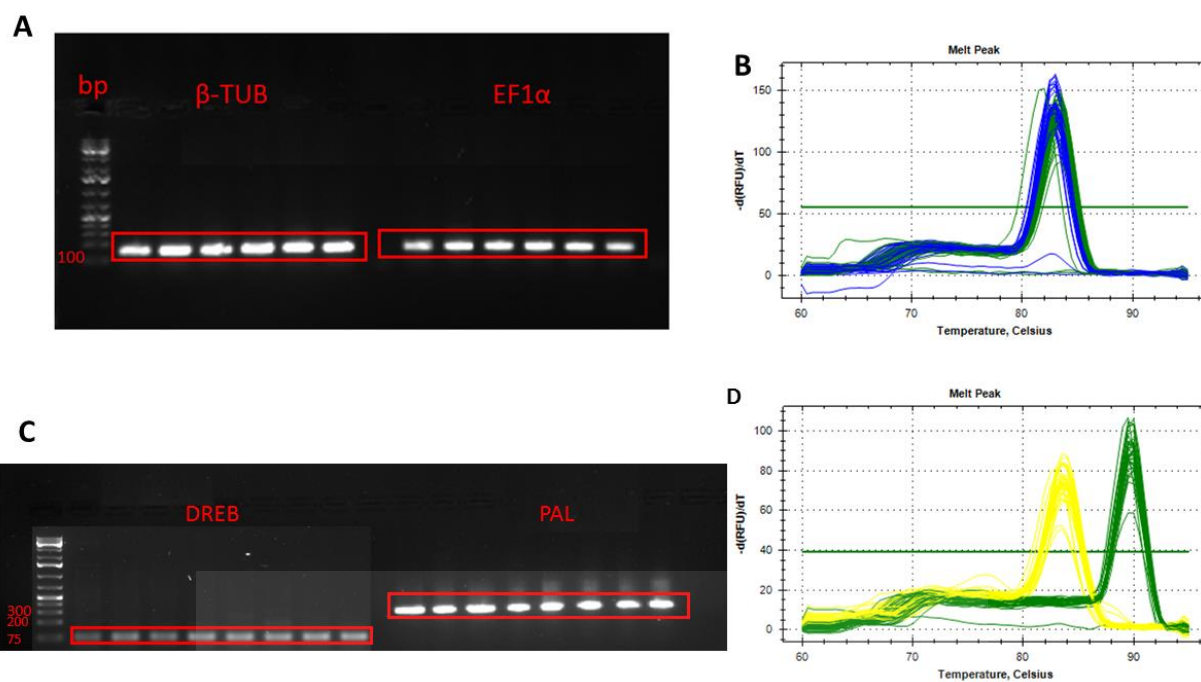 A
bp
β-TUB
EF1α
100
B
Melt Peak
-d(RFU)/dT
150
100
50
0
60
70
80
90
Temperature, Celsius
C
DREB
PAL
300
200
75
D
Melt Peak
-d(RFU)/dT
100
80
60
40
20
0
60
70
80
90
Temperature, Celsius